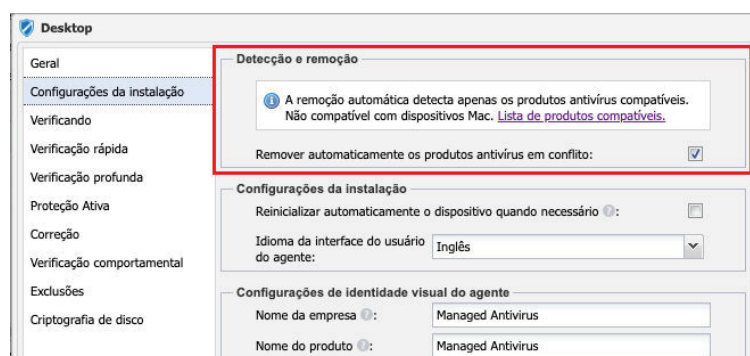 Desktop
Geral
Configurações da instalação
Verificando
Verificação rápida
Verificação profunda
Proteção Ativa
Correção
Verificação comportamental
Exclusões
Criptografia de disco
Detecção e remoção
A remoção automática detecta apenas os produtos antivírus compatíveis.
Não compatível com dispositivos Mac. Lista de produtos compatíveis.
Remover automaticamente os produtos antivírus em conflito:
Configurações da instalação
Reinicializar automaticamente o dispositivo quando necessário ?:
Idioma da interface do usuário
do agente:
Inglês
Configurações de identidade visual do agente
Nome da empresa ?: Managed Antivirus
Nome do produto ?: Managed Antivirus